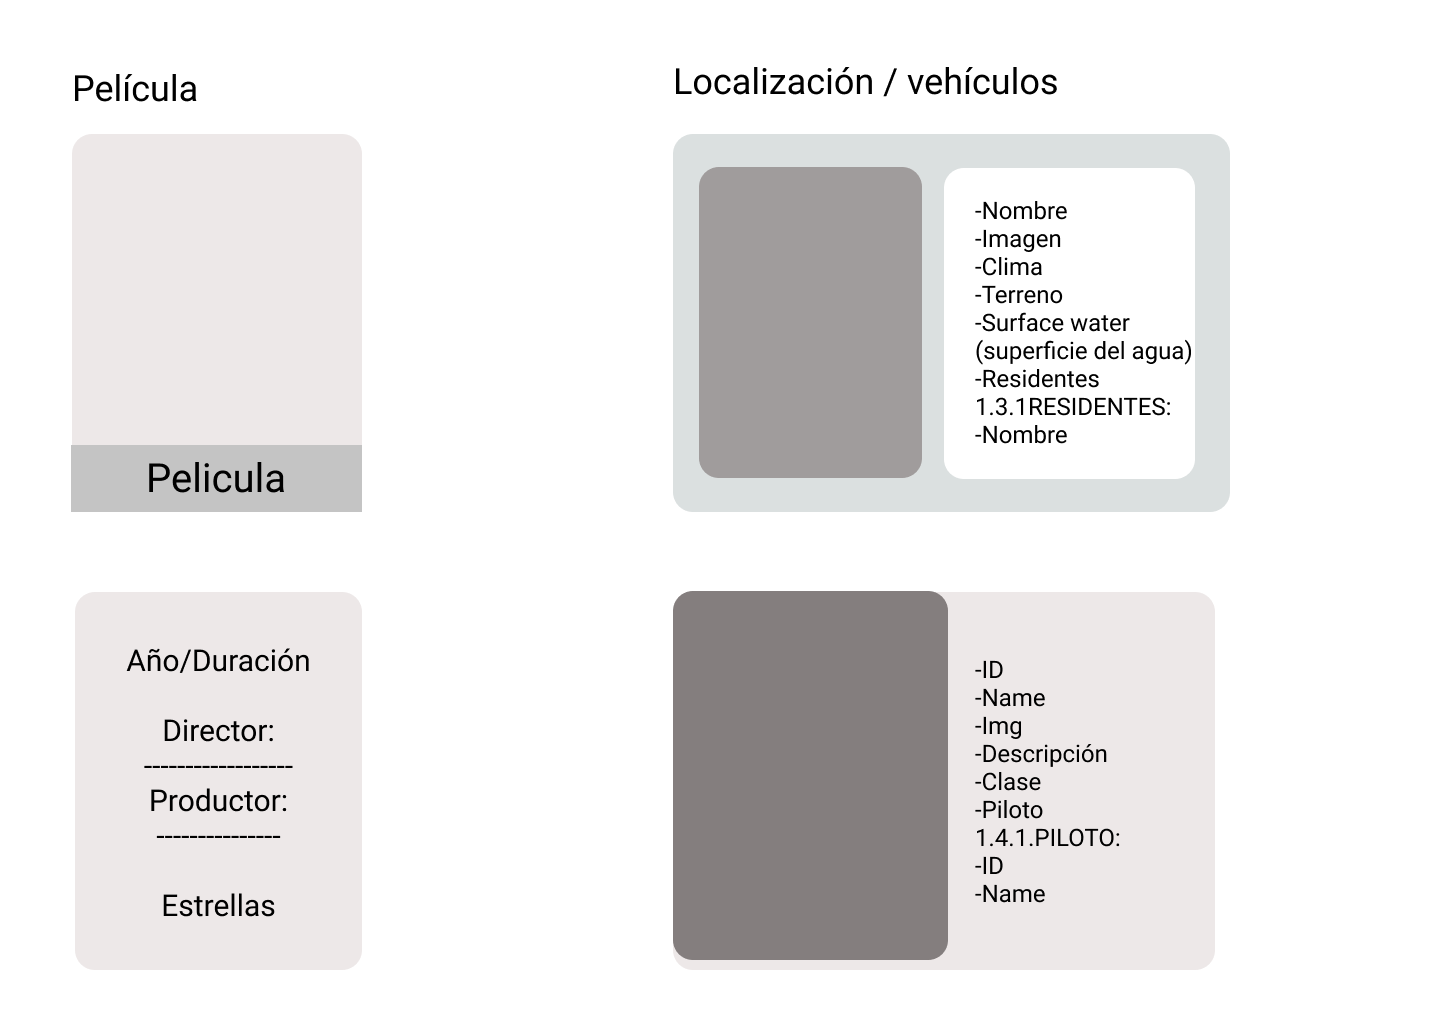 Película
Pelicula
Año/Duración
Director:
------------------
Productor:
---------------
Estrellas
Localización / vehículos
-Nombre
-Imagen
-Clima
-Terreno
-Surface water
(superficie del agua)
-Residentes
1.3.1RESIDENTES:
-Nombre
-ID
-Name
-Img
-Descripción
-Clase
-Piloto
1.4.1.PILOTO:
-ID
-Name